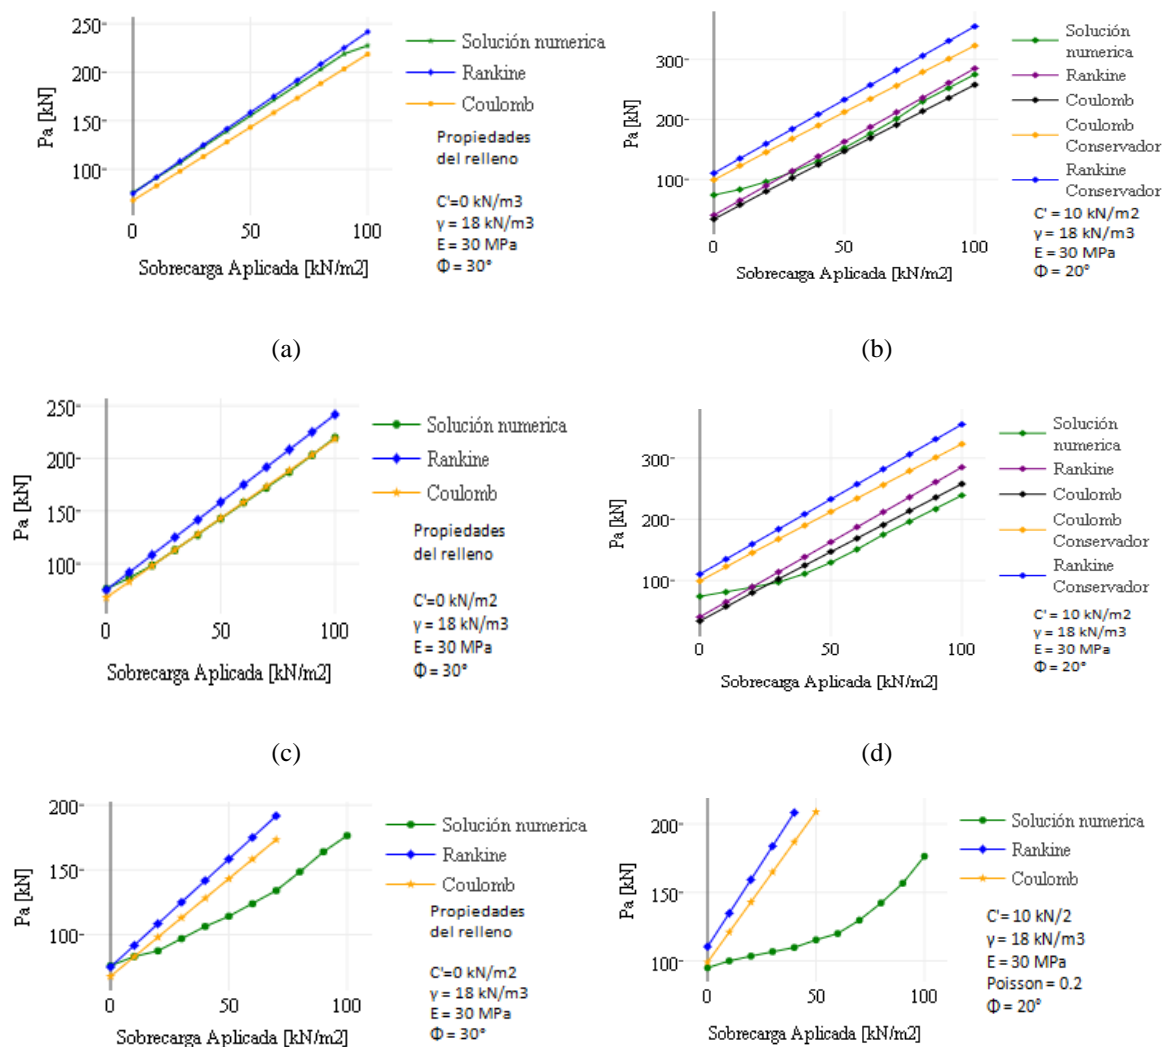 250
200
150
100
Pa [kN]
0
50
100
Sobrecarga Aplicada [kN/m2]
Solución numerica
Rankine
Coulomb
Propiedades
del relleno
C'=0 kN/m3
γ = 18 kN/m3
E = 30 MPa
Φ = 30°
(a)
300
200
100
Pa [kN]
0
50
100
Sobrecarga Aplicada [kN/m2]
Solución
numerica
Rankine
Coulomb
Coulomb
Conservador
Rankine
Conservador
C' = 10 kN/m2
γ = 18 kN/m3
E = 30 MPa
Φ = 20°
(b)
250
200
150
100
Pa [kN]
0
50
100
Sobrecarga Aplicada [kN/m2]
Solución numerica
Rankine
Coulomb
Propiedades
del relleno
C'=0 kN/m2
γ = 18 kN/m3
E = 30 MPa
Φ = 30°
(c)
300
200
100
Pa [kN]
0
50
100
Sobrecarga Aplicada [kN/m2]
Solución
numerica
Rankine
Coulomb
Coulomb
Conservador
Rankine
Conservador
C' = 10 kN/m2
γ = 18 kN/m3
E = 30 MPa
Φ = 20°
(d)
200
150
100
Pa [kN]
0
50
100
Sobrecarga Aplicada [kN/m2]
Solución numerica
Rankine
Coulomb
Propiedades
del relleno
C'=0 kN/m2
γ = 18 kN/m3
E = 30 MPa
Φ = 30°
200
150
100
Pa [kN]
0
50
100
Sobrecarga Aplicada [kN/m2]
Solución numerica
Rankine
Coulomb
C'= 10 kN/2
γ = 18 kN/m3
E = 30 MPa
Poisson = 0.2
Φ = 20°